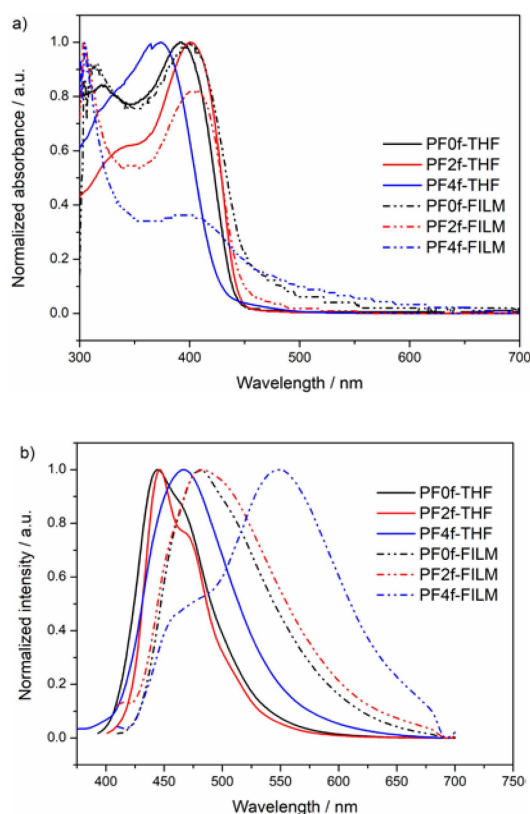 a)
Normalized absorbance / a.u.
1.0
0.8
0.6
0.4
0.2
0.0
PF0f-THF
PF2f-THF
PF4f-THF
PF0f-FILM
PF2f-FILM
PF4f-FILM
300
400
500
600
700
Wavelength / nm
b)
Normalized intensity / a.u.
1.0
0.8
0.6
0.4
0.2
0.0
PF0f-THF
PF2f-THF
PF4f-THF
PF0f-FILM
PF2f-FILM
PF4f-FILM
400
450
500
550
600
650
700
750
Wavelength / nm